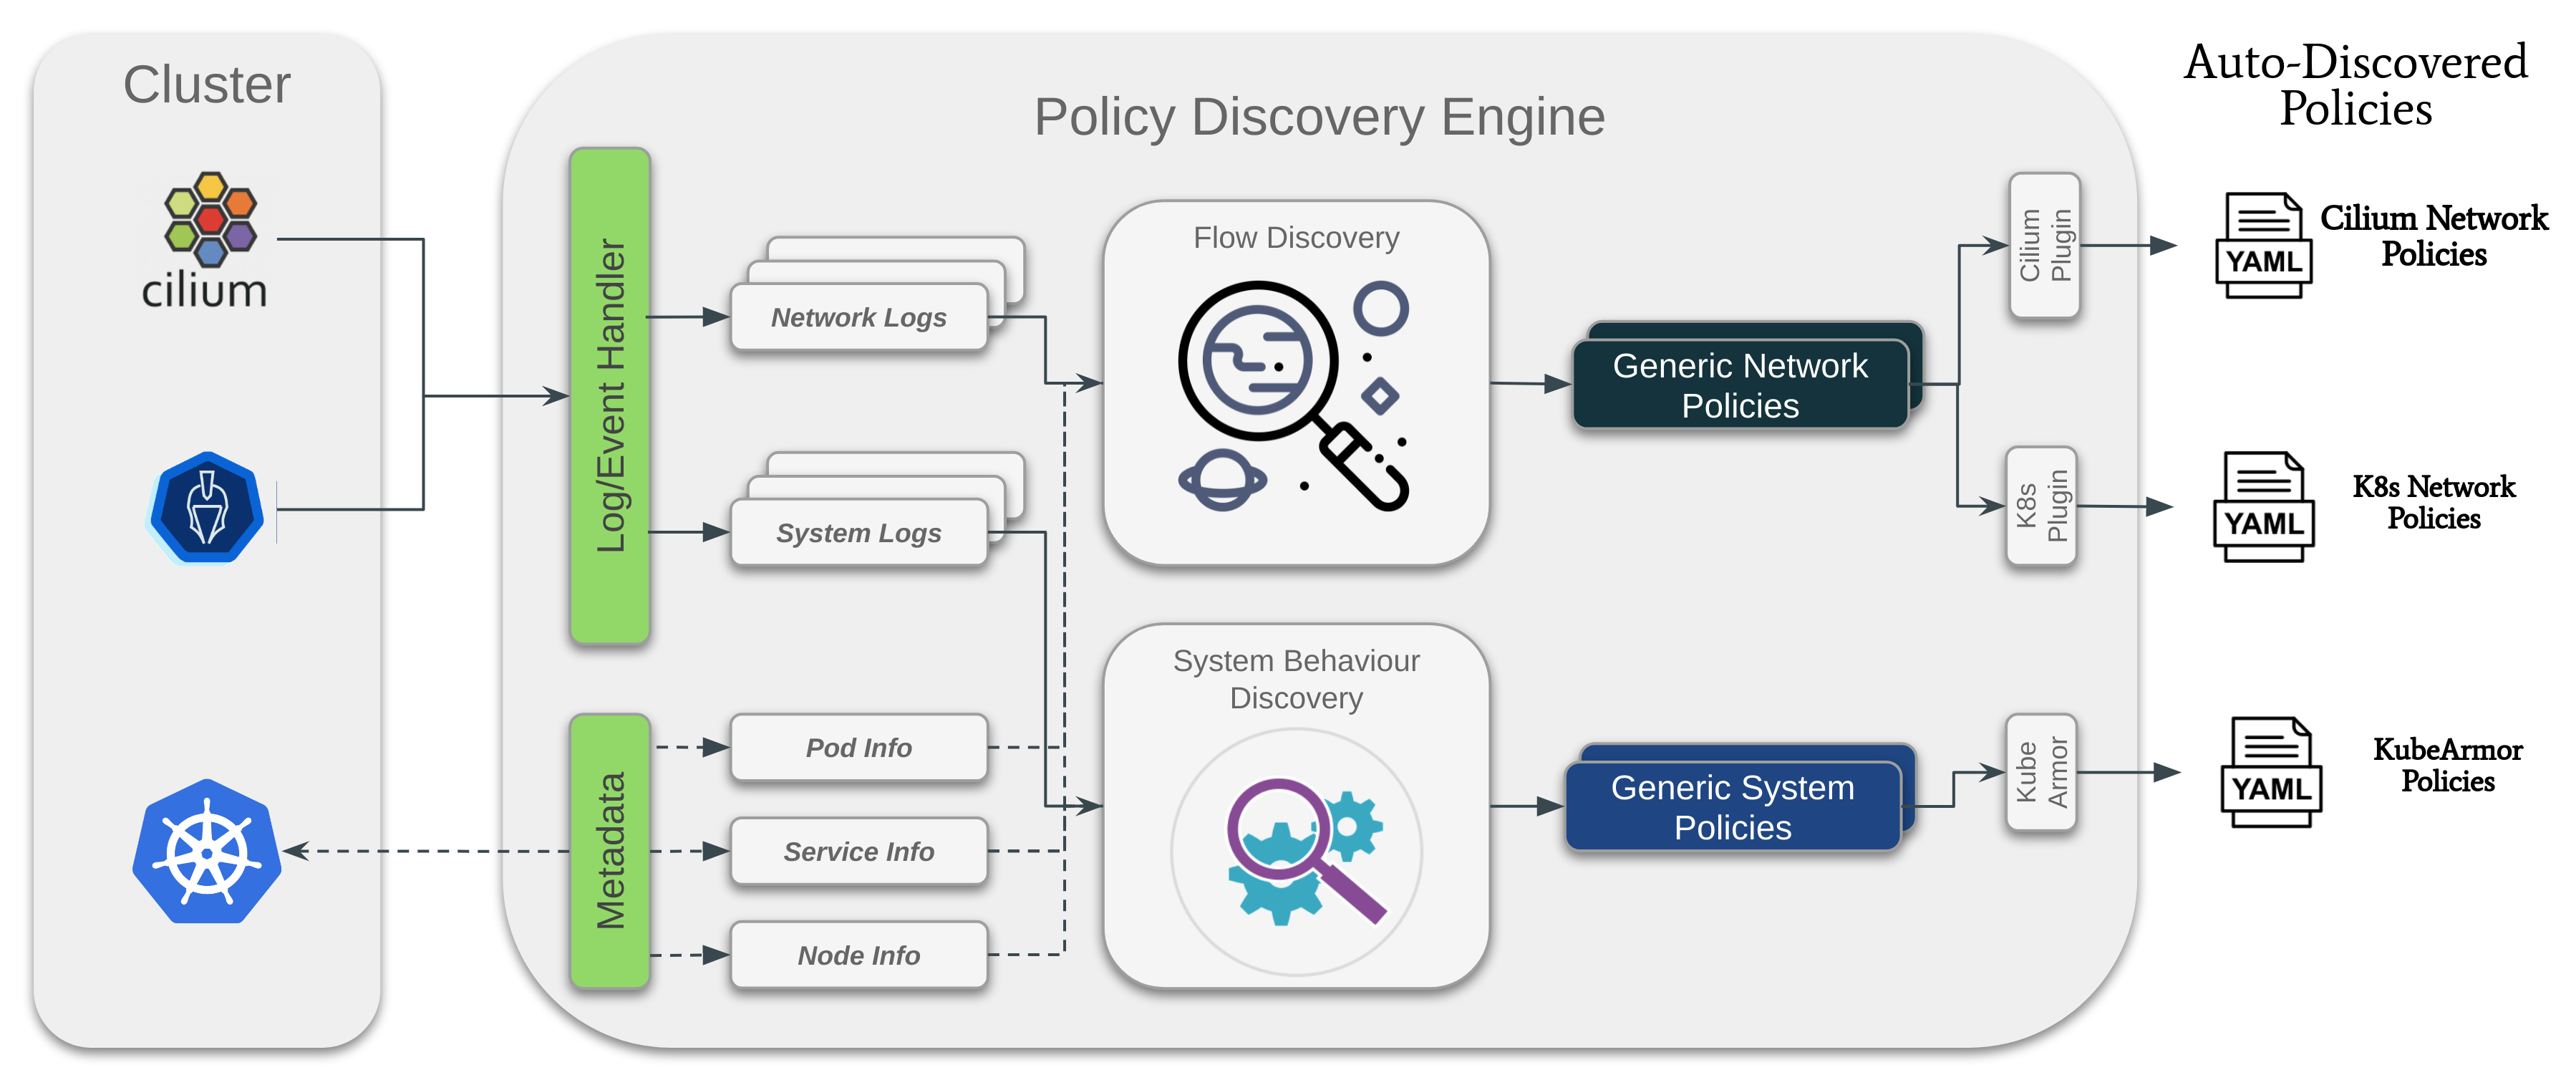 Cluster
cilium
Policy Discovery Engine
Log/Event Handler
Network Logs
System Logs
Metadata
Pod Info
Service Info
Node Info
Flow Discovery
System Behaviour
Discovery
Generic Network
Policies
Generic System
Policies
Cilium
Plugin
K8s
Plugin
Kube
Armor
Auto-Discovered
Policies
YAML
Cilium Network
Policies
YAML
K8s Network
Policies
YAML
KubeArmor
Policies